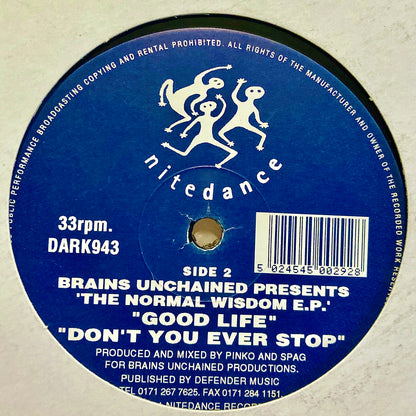 PUBLIC PERFORMANCE BROADCASTING COPYING AND RENTAL PROHIBITED. ALL RIGHTS OF THE MANUFACTURER AND OWNER OF THE RECORDED WORK RESERVED
nitedance
33rpm.
DARK943
5 024545 002928
SIDE 2
BRAINS UNCHAINED PRESENTS
'THE NORMAL WISDOM E.P.'
"GOOD LIFE"
"DON'T YOU EVER STOP"
PRODUCED AND MIXED BY PINKO AND SPAG
FOR BRAINS UNCHAINED PRODUCTIONS.
PUBLISHED BY DEFENDER MUSIC
TEL 0171 267 7625. FAX 0171 284 1151.
NITEDANCE